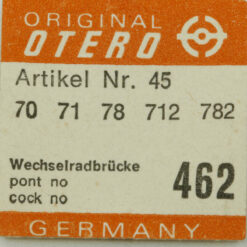 ORIGINAL
OTERO
Artikel Nr. 45
70 71 78 712 782
Wechselradbrücke
pont no
cock no
462
GERMANY